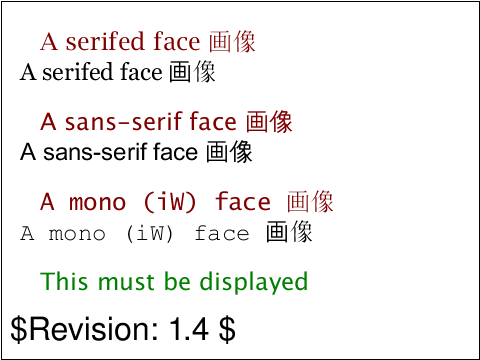 A serifed face 画像
A serifed face 画像
A sans-serif face 画像
A sans-serif face 画像
A mono (iW) face 画像
A mono (iW) face 画像
This must be displayed
$Revision: 1.4 $